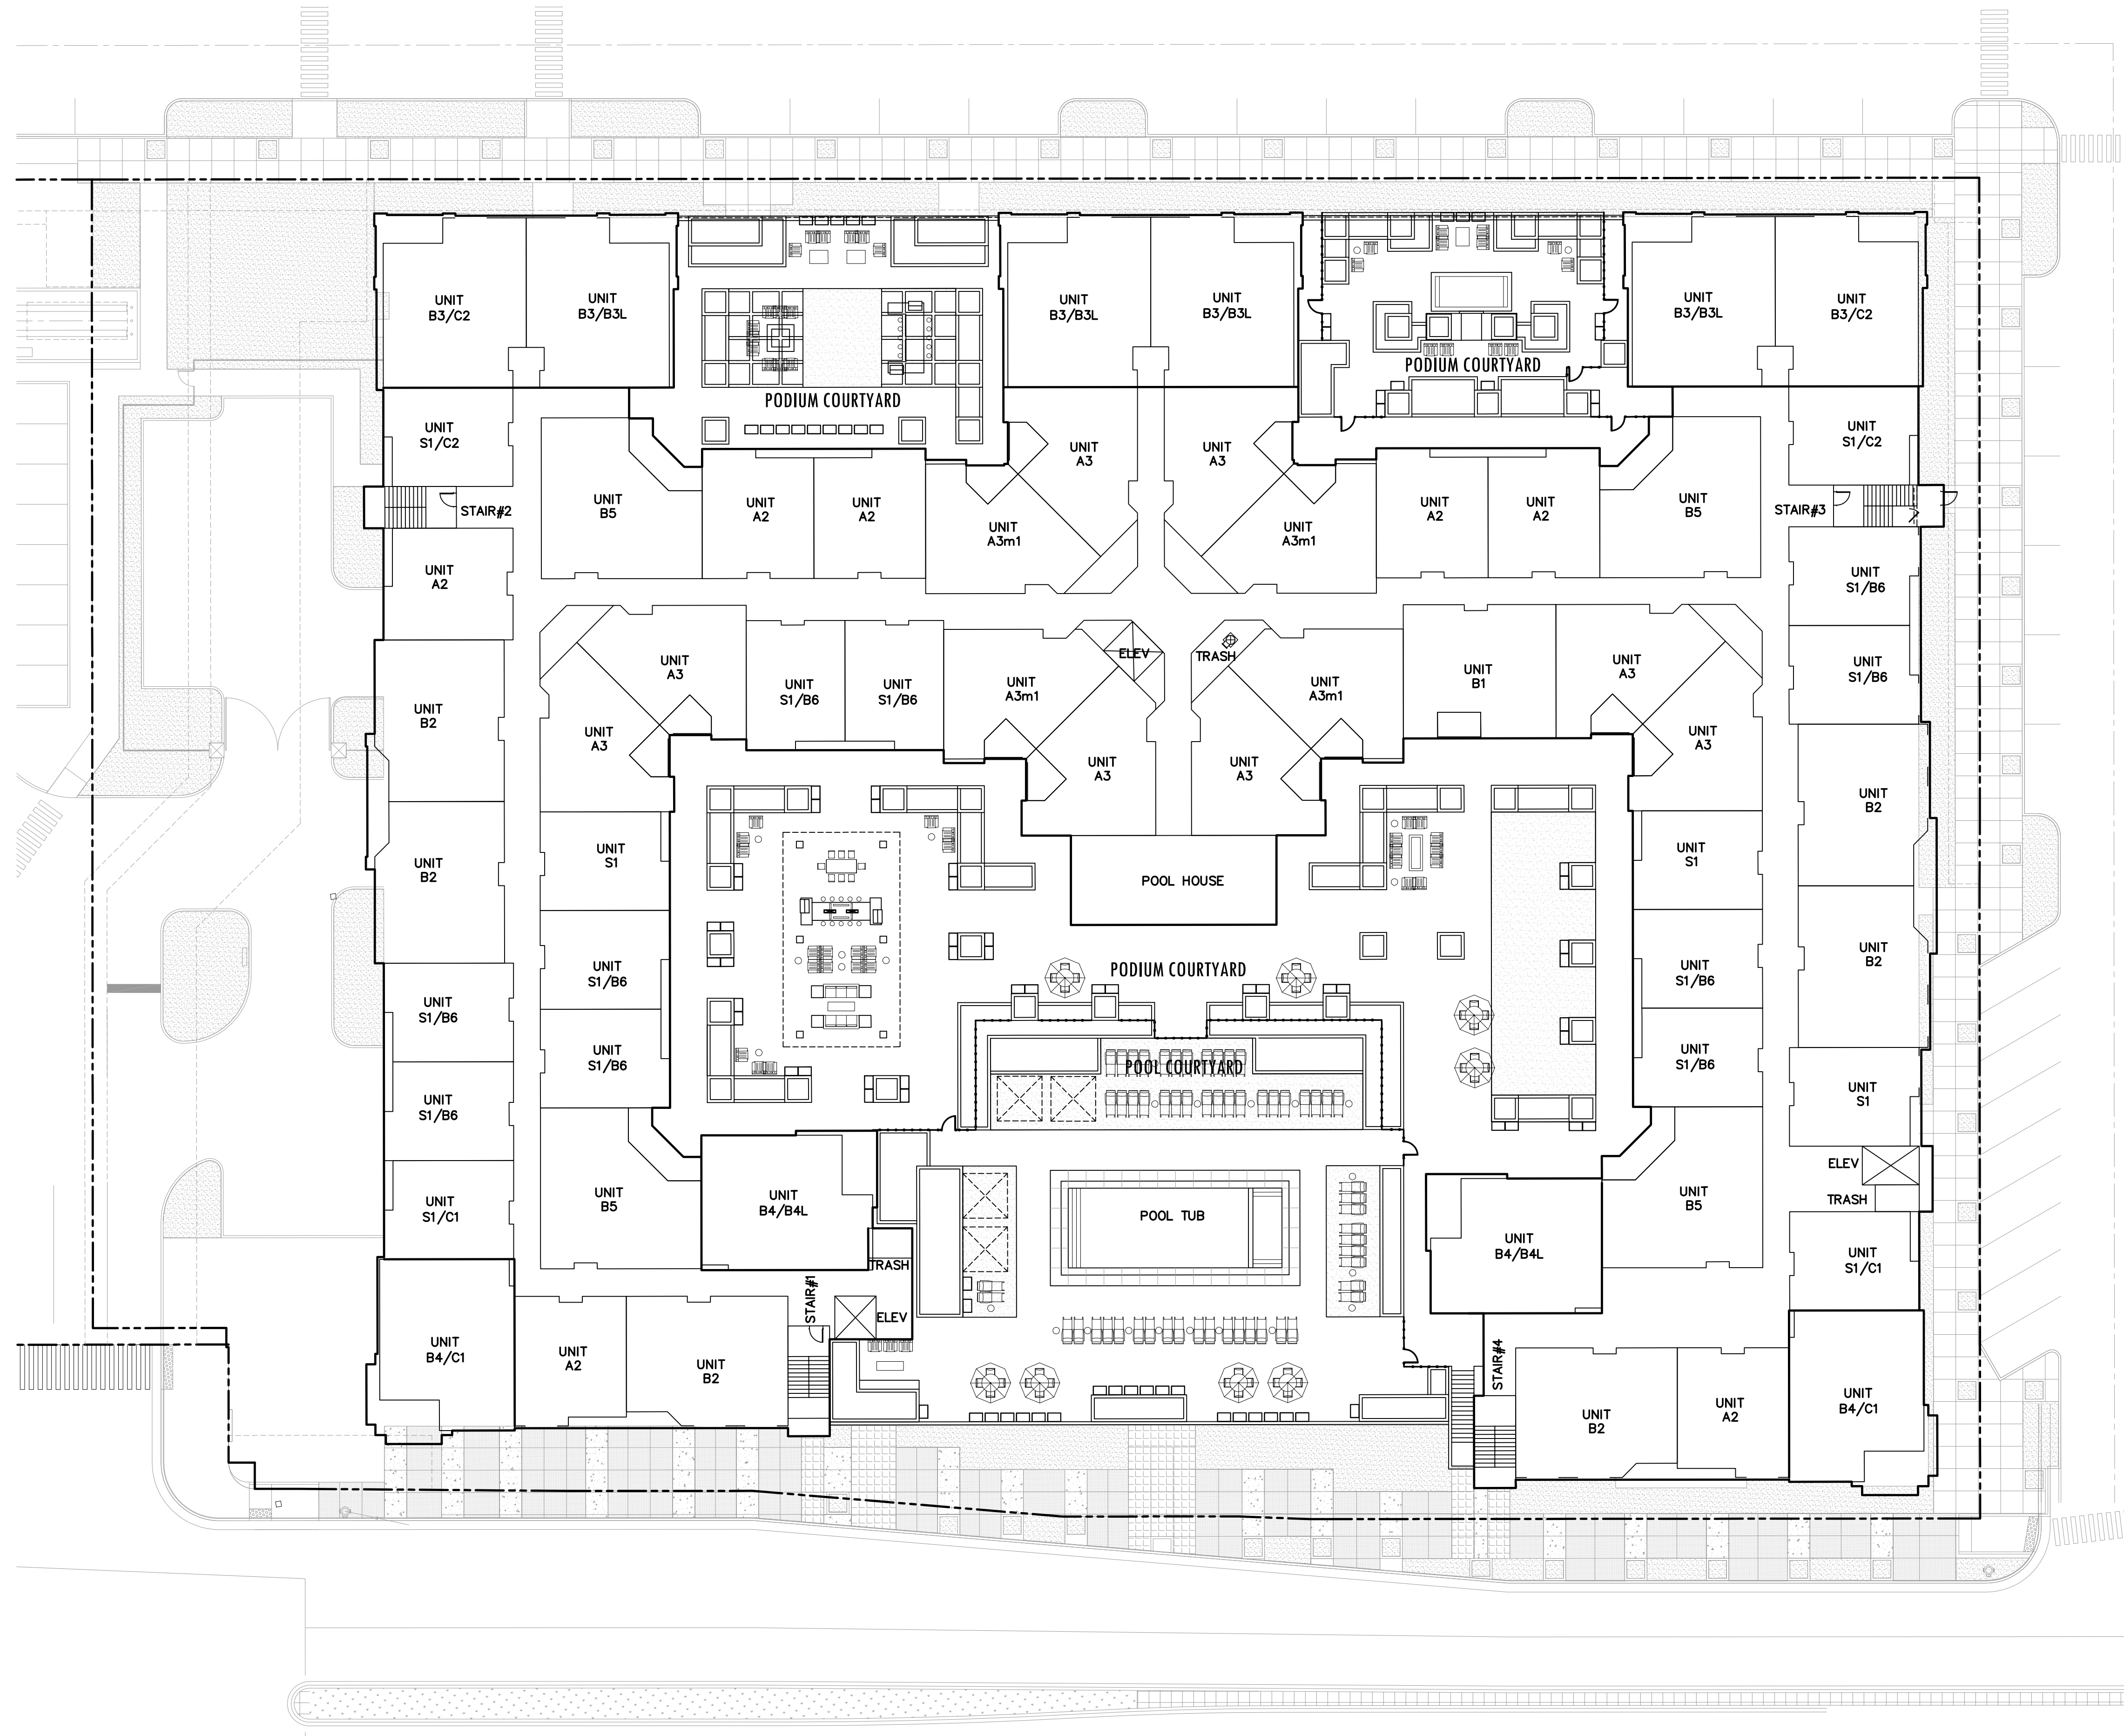 UNIT
B3/C2
UNIT
B3/B3L
UNIT
B3/B3L
UNIT
B3/B3L
UNIT
B3/B3L
UNIT
B3/C2
PODIUM COURTYARD
PODIUM COURTYARD
UNIT
S1/C2
UNIT
S1/C2
UNIT
A3
UNIT
A3
STAIR#2
UNIT
B5
UNIT
A2
UNIT
A2
UNIT
A3m1
UNIT
A3m1
UNIT
A2
UNIT
A2
UNIT
B5
STAIR#3
UNIT
A2
UNIT
S1/B6
UNIT
A3
UNIT
S1/B6
UNIT
S1/B6
UNIT
A3m1
ELEV
TRASH
UNIT
A3m1
UNIT
B1
UNIT
A3
UNIT
S1/B6
UNIT
B2
UNIT
A3
UNIT
A3
UNIT
A3
UNIT
A3
UNIT
B2
UNIT
B2
UNIT
S1
POOL HOUSE
UNIT
S1
UNIT
B2
UNIT
S1/B6
UNIT
S1/B6
PODIUM COURTYARD
UNIT
S1/B6
UNIT
S1/B6
UNIT
S1/B6
POOL COURTYARD
UNIT
S1/B6
UNIT
S1
UNIT
S1/B6
ELEV
TRASH
UNIT
S1/C1
UNIT
B5
UNIT
B4/B4L
POOL TUB
UNIT
B4/B4L
UNIT
B5
UNIT
S1/C1
TRASH
STAIR#1
ELEV
UNIT
B4/C1
UNIT
A2
UNIT
B2
STAIR#4
UNIT
B2
UNIT
A2
UNIT
B4/C1